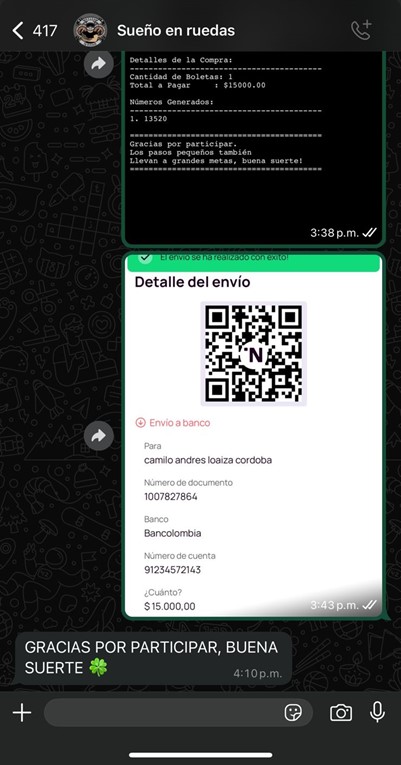 417
Sueño en ruedas
Detalles de la Compra:
Cantidad de Boletas: 1
Total a Pagar : $15000.00
Números Generados:
1. 13520
Gracias por participar.
Los pasos pequeños también
Llevan a grandes metas, buena suerte!
3:38 p.m.
El envío se ha realizado con éxito!
Detalle del envío
N
Envío a banco
Para
camilo andres loaiza cordoba
Número de documento
1007827864
Banco
Bancolombia
Número de cuenta
91234572143
¿Cuánto?
$15.000,00
3:43 p.m.
GRACIAS POR PARTICIPAR, BUENA
SUERTE 🍀
4:10 p.m.